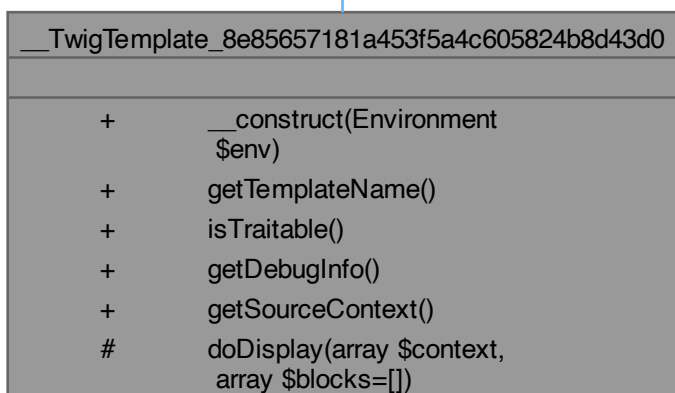 __TwigTemplate_8e85657181a453f5a4c605824b8d43d0
+ __construct(Environment
$env)
+ getTemplateName()
+ isTraitable()
+ getDebugInfo()
+ getSourceContext()
# doDisplay(array $context,
array $blocks=[])